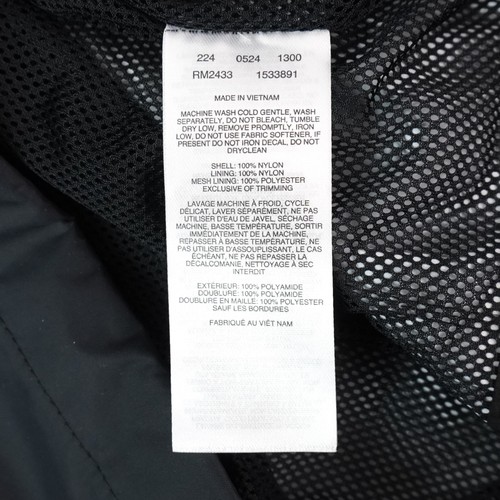 224 0524 1300
RM2433 1533891
MADE IN VIETNAM
MACHINE WASH COLD GENTLE, WASH
SEPARATELY, DO NOT BLEACH, TUMBLE
DRY LOW, REMOVE PROMPTLY, IRON
LOW, DO NOT USE FABRIC SOFTENER, IF
PRESENT DO NOT IRON DECAL, DO NOT
DRYCLEAN
SHELL: 100% NYLON
LINING: 100% NYLON
MESH LINING: 100% POLYESTER
EXCLUSIVE OF TRIMMING
LAVAGE MACHINE À FROID, CYCLE
DÉLICAT, LAVER SÉPARÉMENT, NE PAS
UTILISER D'EAU DE JAVEL, SÉCHAGE
MACHINE, BASSE TEMPÉRATURE, SORTIR
IMMÉDIATEMENT DE LA MACHINE,
REPASSER À BASSE TEMPÉRATURE, NE
PAS UTILISER D'ASSOUPLISSANT, LE CAS
ÉCHÉANT, NE PAS REPASSER LA
DÉCALCOMANIE, NETTOYAGE À SEC
INTERDIT
EXTÉRIEUR: 100% POLYAMIDE
DOUBLURE: 100% POLYAMIDE
DOUBLURE EN MAILLE: 100% POLYESTER
SAUF LES BORDURES
FABRIQUÉ AU VIÊT NAM